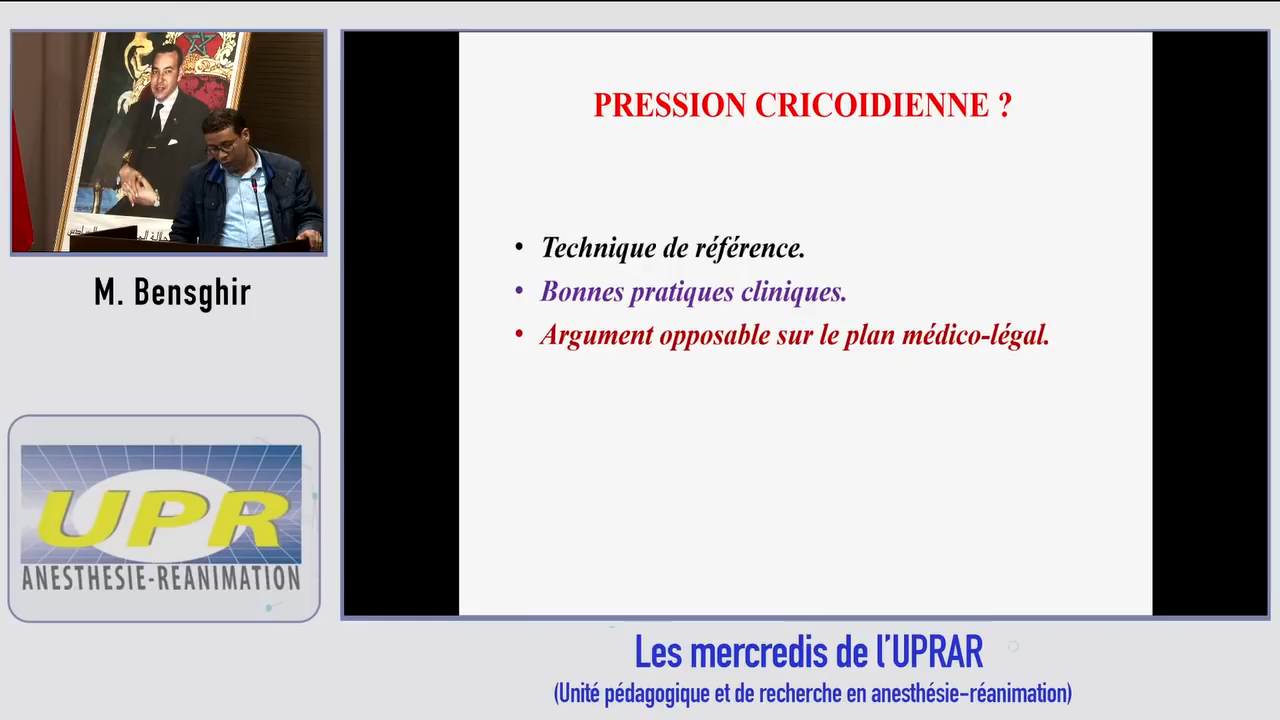 PRESSION CRICOIDIENNE ?
• Technique de référence.
• Bonnes pratiques cliniques.
• Argument opposable sur le plan médico-légal.
M. Bensghir
UPR
ANESTHESIE-REANIMATION
Les mercredis de l'UPRAR
(Unité pédagogique et de recherche en anesthésie-réanimation)